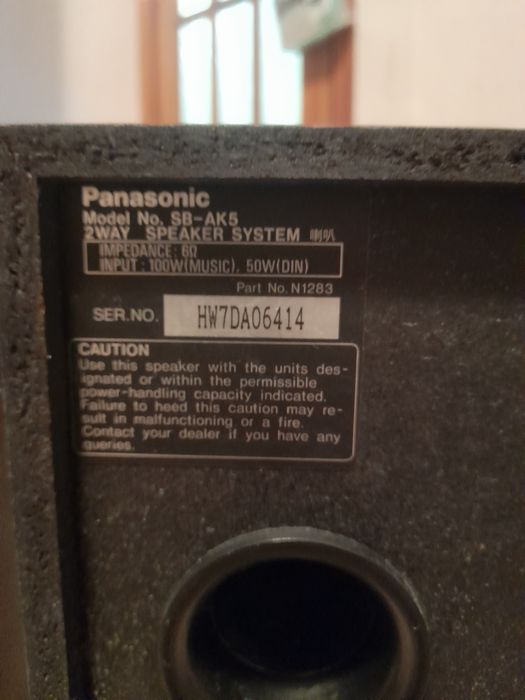 Panasonic
Model No. SB-AK5
2WAY SPEAKER SYSTEM 喇叭
IMPEDANCE : 6Ω
INPUT : 100W(MUSIC), 50W(DIN)
Part No. N1283
SER.NO. HW7DA06414
CAUTION
Use this speaker with the units des-
ignated or within the permissible
power-handling capacity indicated.
Failure to heed this caution may re-
sult in malfunctioning or a fire.
Contact your dealer if you have any
queries.